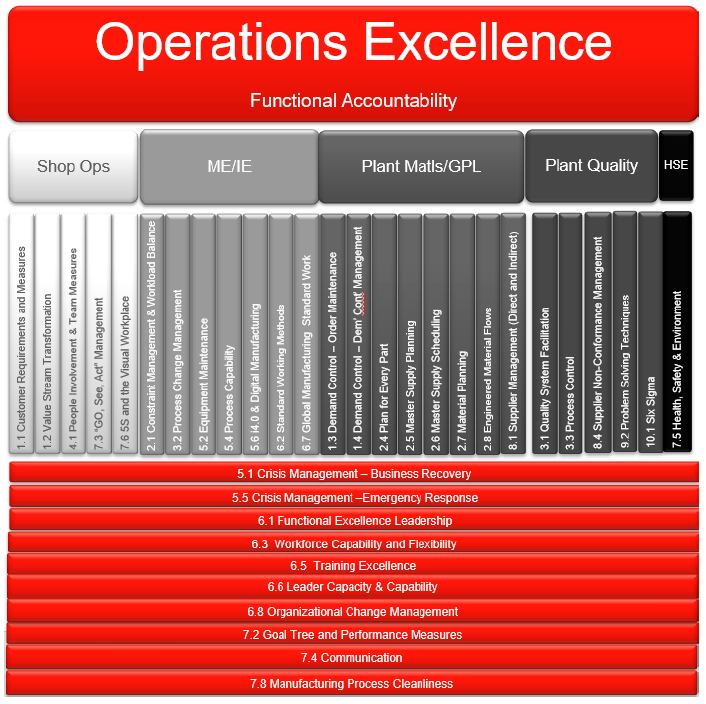 Operations Excellence
Functional Accountability
Shop Ops
ME/IE
Plant Matls/GPL
Plant Quality
HSE
1.1 Customer Requirements and Measures
1.2 Value Stream Transformation
4.1 People Involvement & Team Measures
7.3 "GO, See, Act" Management
7.6 5S and the Visual Workplace
2.1 Constraint Management & Workload Balance
3.2 Process Change Management
5.2 Equipment Maintenance
5.4 Process Capability
5.6 I4.0 & Digital Manufacturing
6.2 Standard Working Methods
6.7 Global Manufacturing Standard Work
1.3 Demand Control – Order Maintenance
1.4 Demand Control – Dem' Cont' Management
2.4 Plan for Every Part
2.5 Master Supply Planning
2.6 Master Supply Scheduling
2.7 Material Planning
2.8 Engineered Material Flows
8.1 Supplier Management (Direct and Indirect)
3.1 Quality System Facilitation
3.3 Process Control
8.4 Supplier Non-Conformance Management
9.2 Problem Solving Techniques
10.1 Six Sigma
7.5 Health, Safety & Environment
5.1 Crisis Management – Business Recovery
5.5 Crisis Management –Emergency Response
6.1 Functional Excellence Leadership
6.3 Workforce Capability and Flexibility
6.5 Training Excellence
6.6 Leader Capacity & Capability
6.8 Organizational Change Management
7.2 Goal Tree and Performance Measures
7.4 Communication
7.8 Manufacturing Process Cleanliness